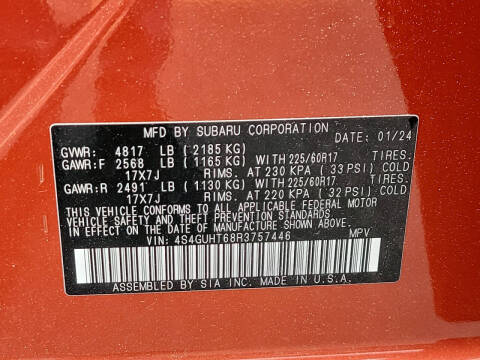 MFD BY SUBARU CORPORATION DATE: 01/24
GVWR: 4817 LB (2185 KG)
GAWR:F 2568 LB (1165 KG) WITH 225/60R17 TIRES.
17X7J RIMS. AT 230 KPA (33 PSI) COLD
GAWR:R 2491 LB (1130 KG) WITH 225/60R17 TIRES.
17X7J RIMS. AT 220 KPA (32 PSI) COLD
THIS VEHICLE CONFORMS TO ALL APPLICABLE FEDERAL MOTOR
VEHICLE SAFETY AND THEFT PREVENTION STANDARDS
IN EFFECT ON THE DATE OF MANUFACTURE SHOWN ABOVE.
VIN: 4S4GUHT68R3757446 MPV
ASSEMBLED BY SIA INC. MADE IN U.S.A.